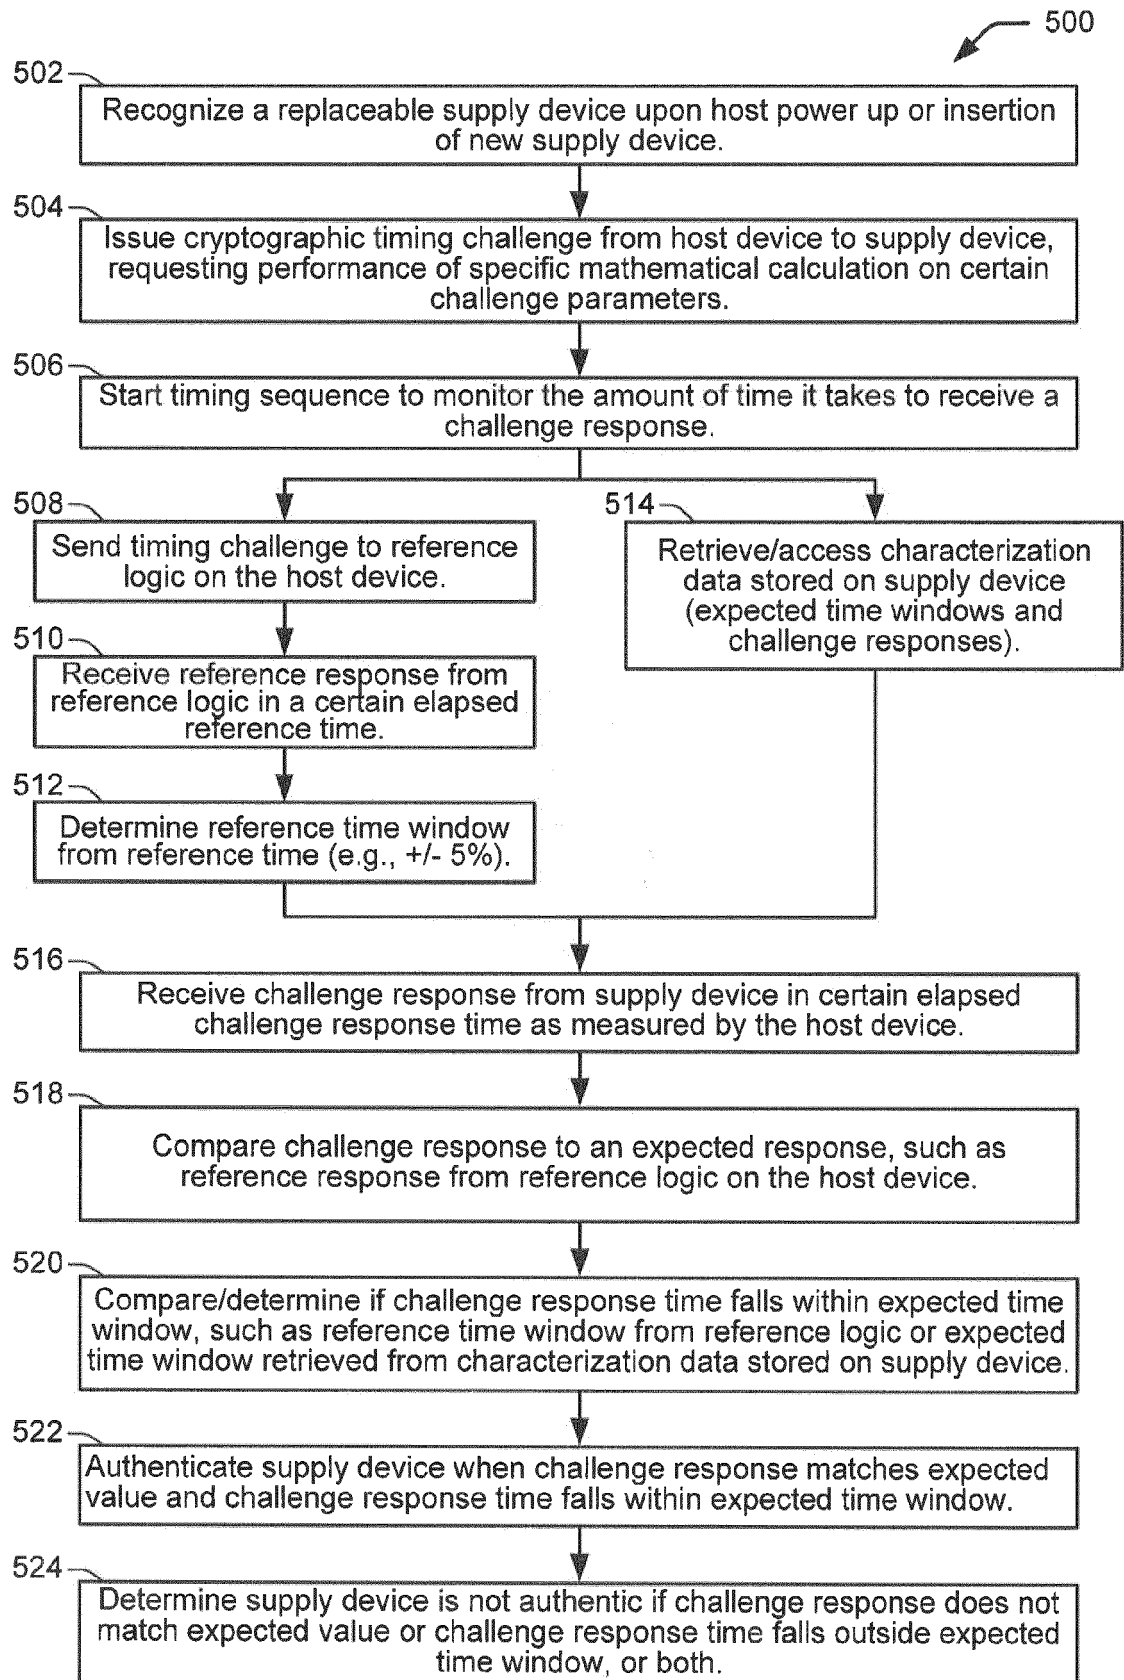 500
502
Recognize a replaceable supply device upon host power up or insertion
of new supply device.
504
Issue cryptographic timing challenge from host device to supply device,
requesting performance of specific mathematical calculation on certain
challenge parameters.
506
Start timing sequence to monitor the amount of time it takes to receive a
challenge response.
508
Send timing challenge to reference
logic on the host device.
510
Receive reference response from
reference logic in a certain elapsed
reference time.
512
Determine reference time window
from reference time (e.g., +/- 5%).
514
Retrieve/access characterization
data stored on supply device
(expected time windows and
challenge responses).
516
Receive challenge response from supply device in certain elapsed
challenge response time as measured by the host device.
518
Compare challenge response to an expected response, such as
reference response from reference logic on the host device.
520
Compare/determine if challenge response time falls within expected time
window, such as reference time window from reference logic or expected
time window retrieved from characterization data stored on supply device.
522
Authenticate supply device when challenge response matches expected
value and challenge response time falls within expected time window.
524
Determine supply device is not authentic if challenge response does not
match expected value or challenge response time falls outside expected
time window, or both.